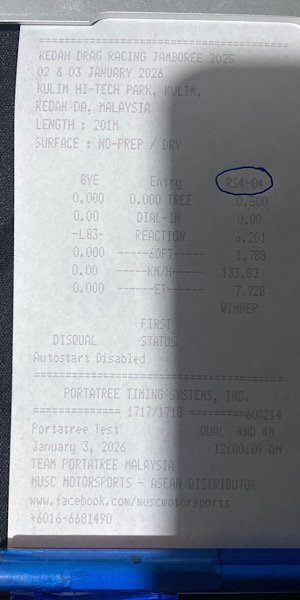 KEDAH DRAG RACING JAMBOREE 2025
02 & 03 JANUARY 2026
KULIM HI-TECH PARK, KULIM,
KEDAH DA, MALAYSIA
LENGTH : 201M
SURFACE : NO-PREP / DRY
BYE Entry RS4-04
0.000 0.000 TREE 0.500
0.00 DIAL-IN 0.00
-LB3- REACTION 6.201
0.000 -----60FT----- 1.788
0.00 -----KM/H----- 133.83
0.000 ------ET------ 7.928
WINNER
FIRST
DISQUAL STATUS
Autostart Disabled
PORTATREE TIMING SYSTEMS, INC.
============== 1717/1718 =========600214
Portatree Test QUAL RND 48
January 3, 2026 12:00:09 AM
TEAM PORTATREE MALAYSIA
MUSC MOTORSPORTS - ASEAN DISTRIBUTOR
www.facebook.com/muscmotorsports
+6016-6681490